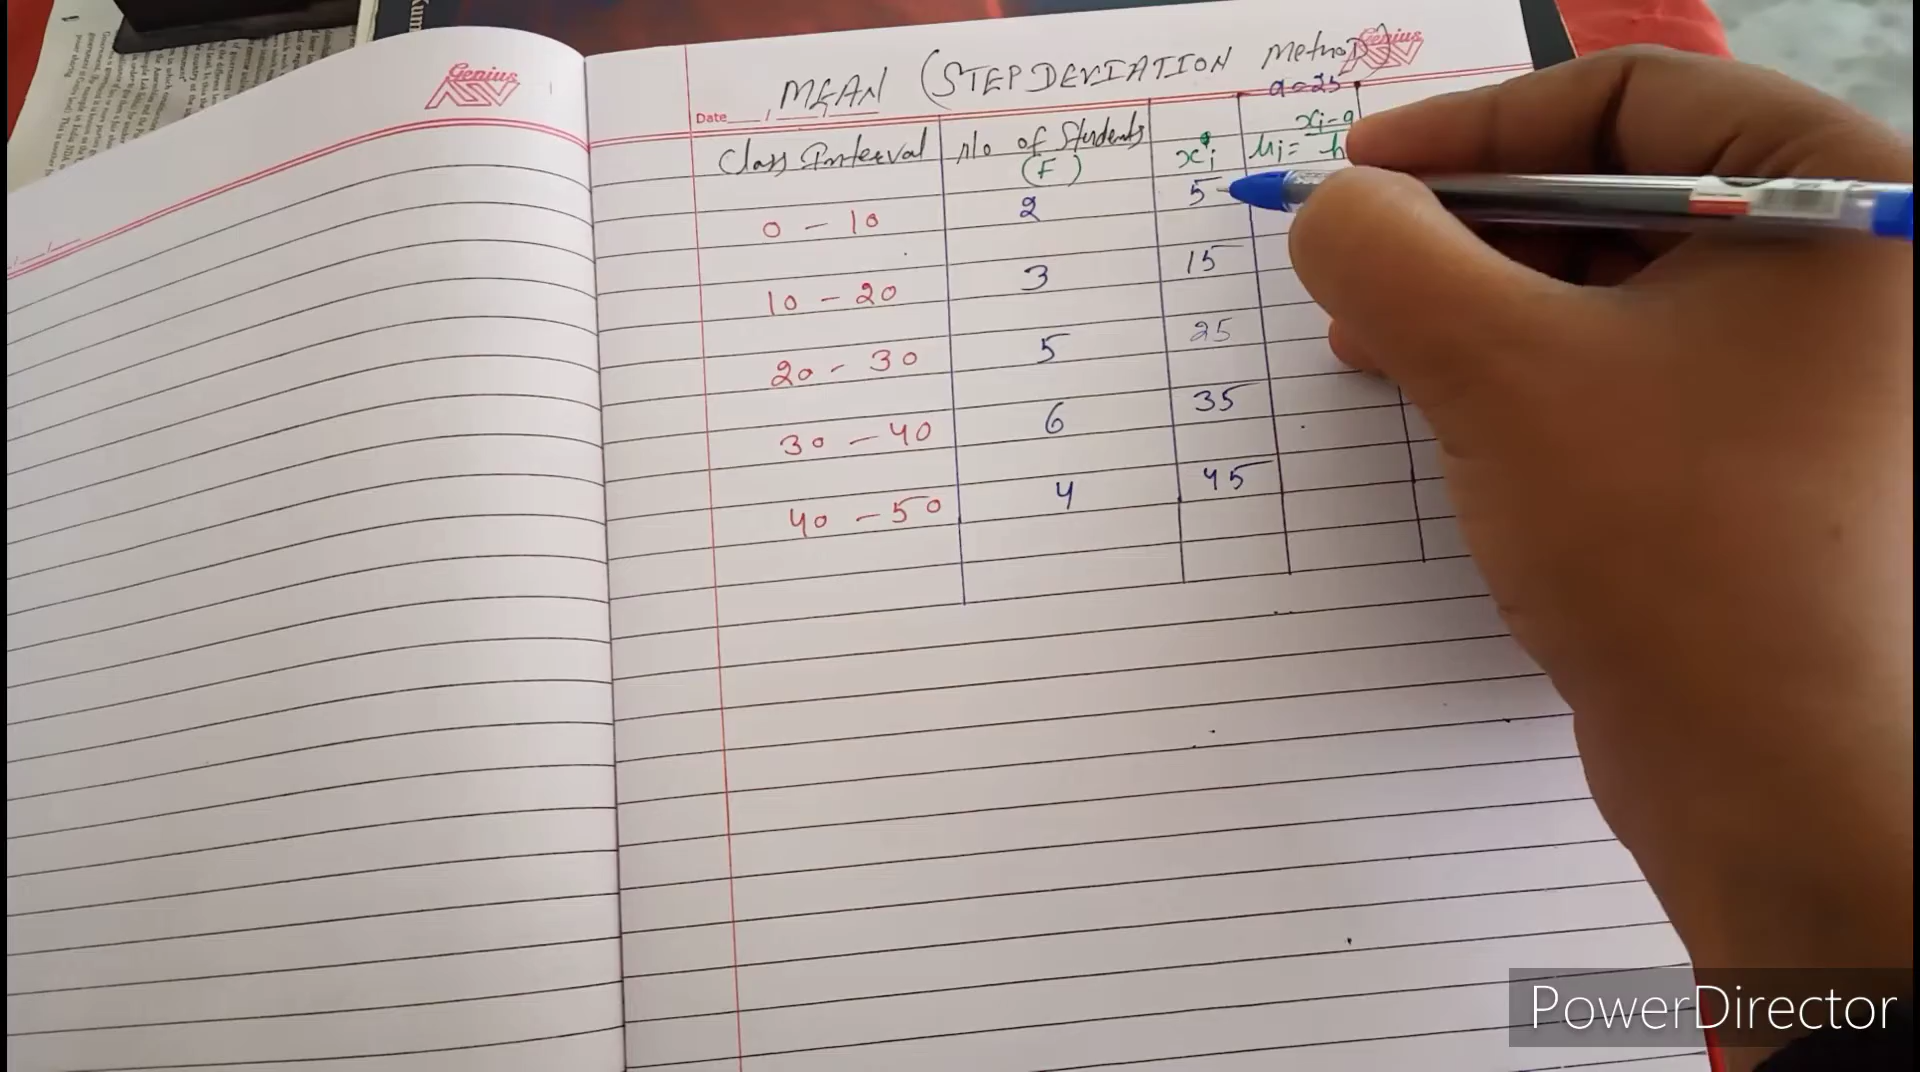 Genius
Genius
MEAN (STEP DEVIATION Method)
Date
a = 25
Class Interval No of Students (F) xi ui = xi-a/h
0 - 10 2 5
10 - 20 3 15
20 - 30 5 25
30 - 40 6 35
40 - 50 4 45
PowerDirector